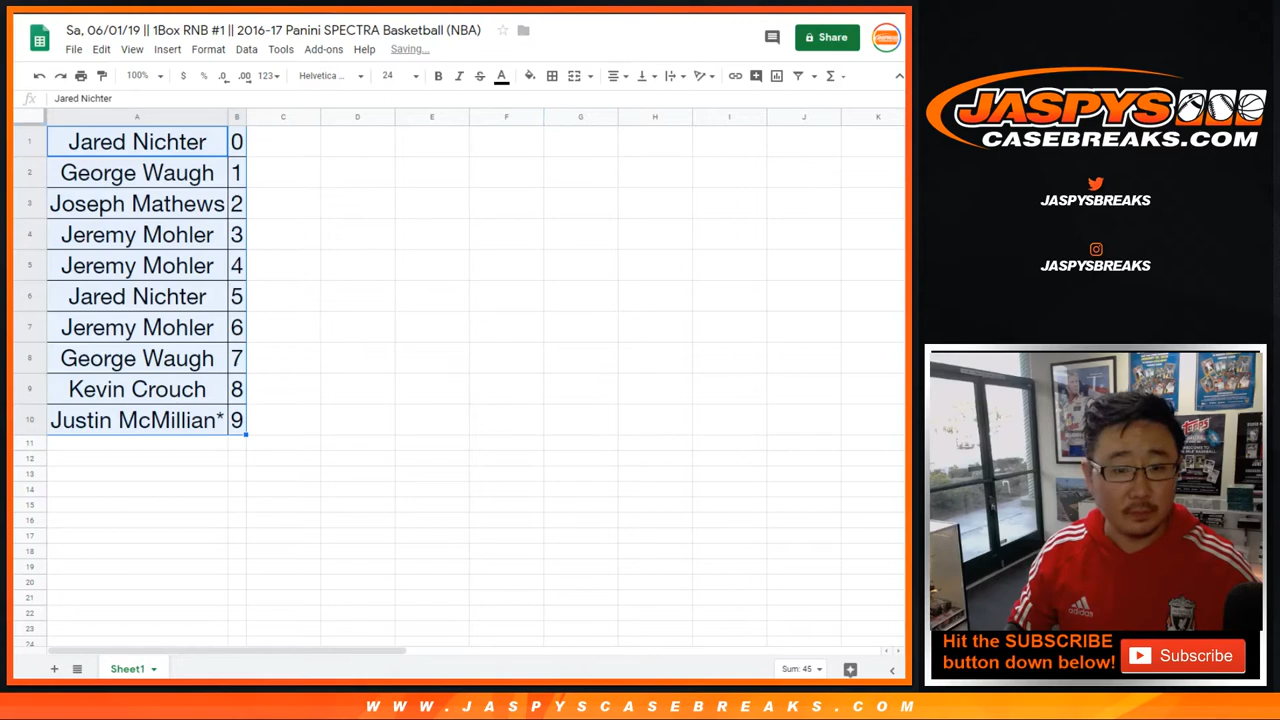 Sa, 06/01/19 || 1Box RNB #1 || 2016-17 Panini SPECTRA Basketball (NBA)
File Edit View Insert Format Data Tools Add-ons Help Saving...
Share
100% $ % .0 .00 123 Helvetica ... 24 B I S A
fx Jared Nichter
A B C D E F G H I J K
1 Jared Nichter 0
2 George Waugh 1
3 Joseph Mathews 2
4 Jeremy Mohler 3
5 Jeremy Mohler 4
6 Jared Nichter 5
7 Jeremy Mohler 6
8 George Waugh 7
9 Kevin Crouch 8
10 Justin McMillian* 9
11
12
13
14
15
16
17
18
19
20
21
22
23
24
Sheet1
Sum: 45
JASPYS
CASEBREAKS.COM
JASPYSBREAKS
JASPYSBREAKS
adidas
Hit the SUBSCRIBE
button down below!
Subscribe
WWW.JASPYSCASEBREAKS.COM